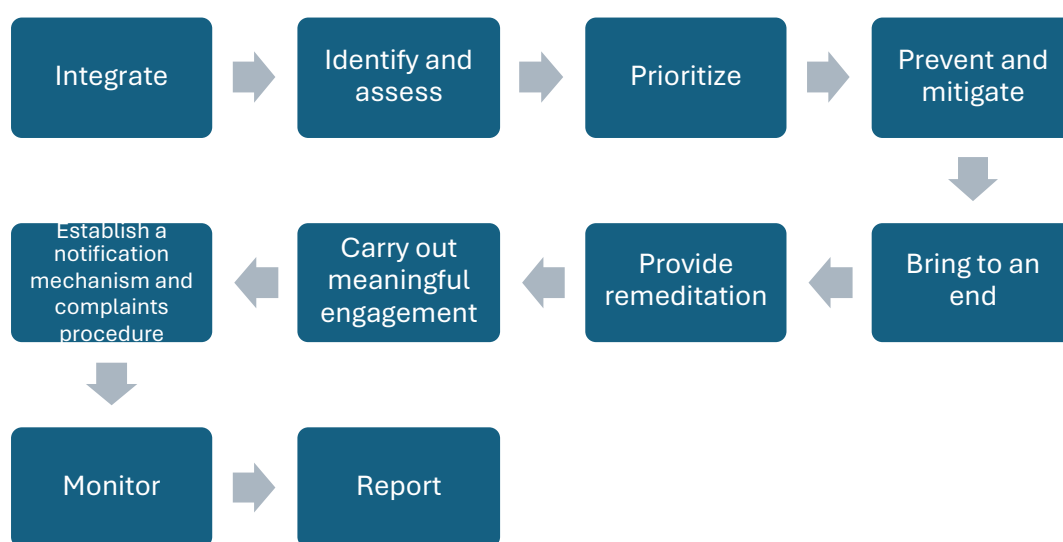 Integrate
Identify and
assess
Prioritize
Prevent and
mitigate
Bring to an
end
Provide
remeditation
Carry out
meaningful
engagement
Establish a
notification
mechanism and
complaints
procedure
Monitor
Report